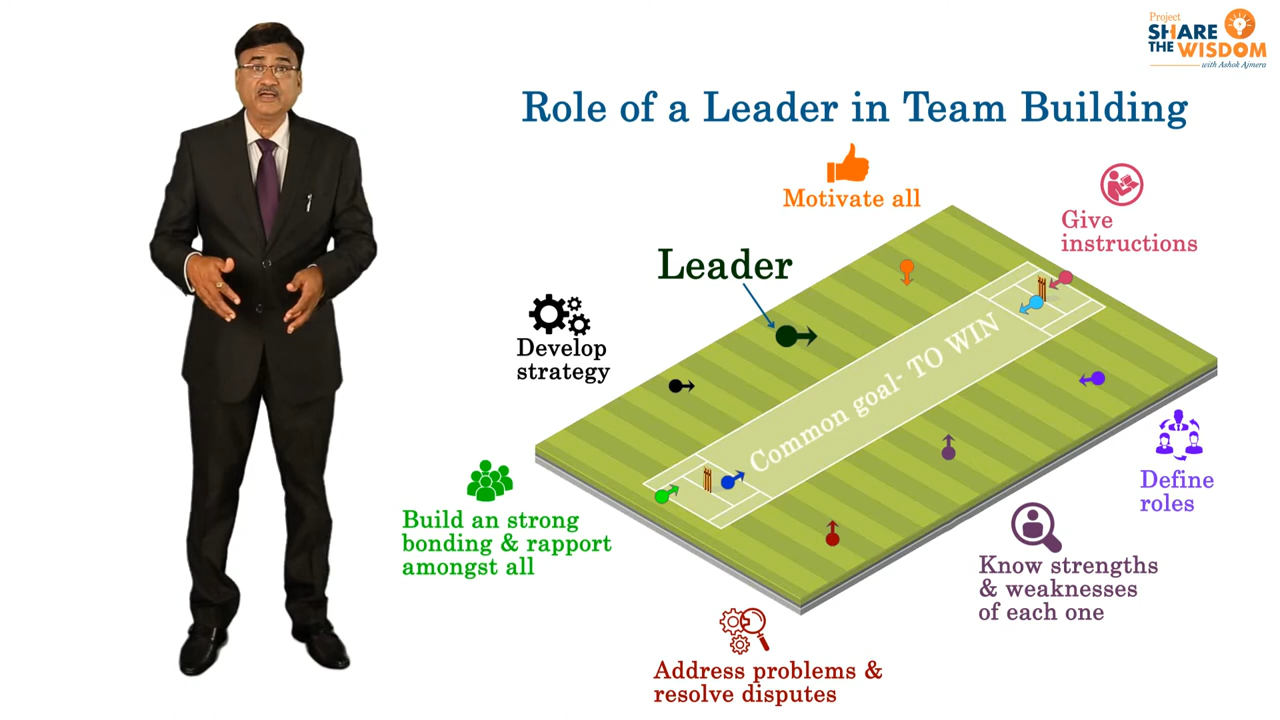 Project
SHARE
THE WISDOM
with Ashok Ajmera
Role of a Leader in Team Building
Motivate all
Give
instructions
Leader
Develop
strategy
Common goal- TO WIN
Define
roles
Build an strong
bonding & rapport
amongst all
Know strengths
& weaknesses
of each one
Address problems &
resolve disputes